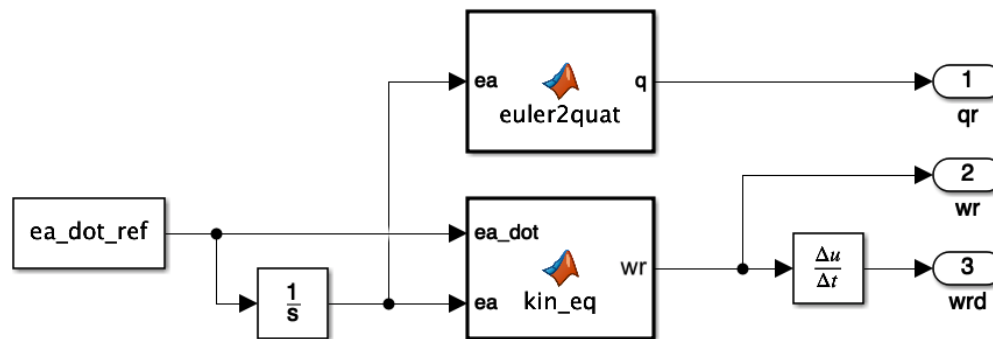 ea
q
euler2quat
1
qr
2
wr
ea_dot_ref
1
s
ea_dot
ea
wr
kin_eq
Δu
Δt
3
wrd